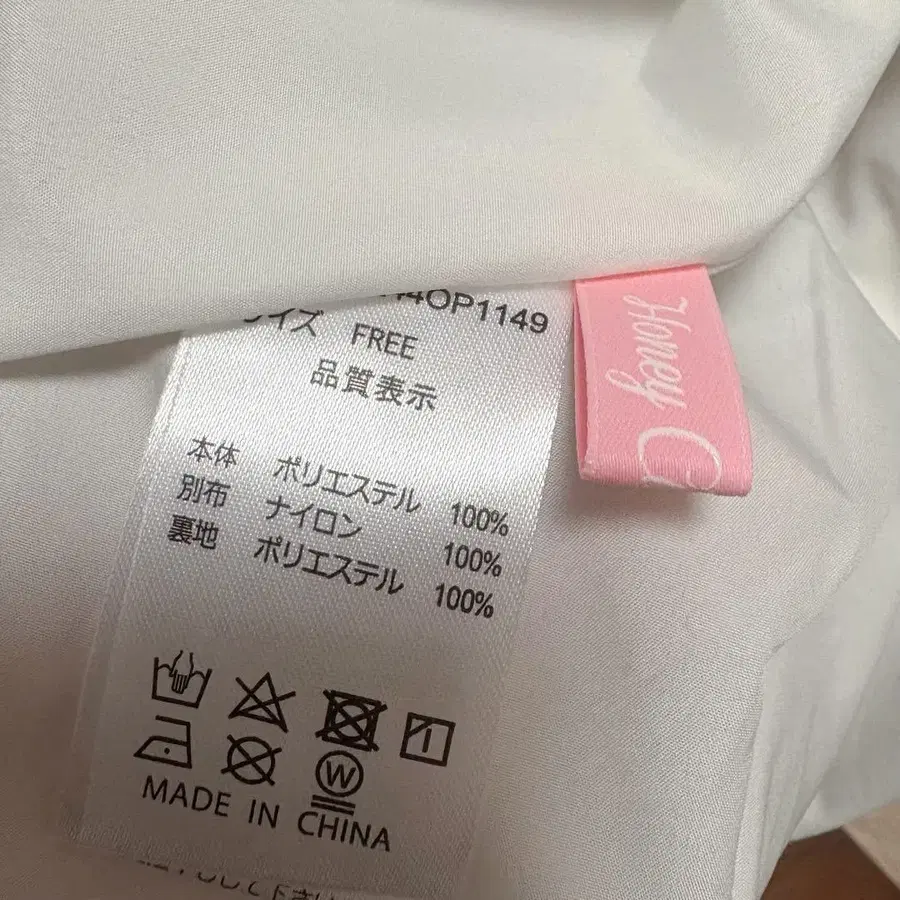 4OP1149
サイズ FREE
品質表示
本体 ポリエステル 100%
別布 ナイロン 100%
裏地 ポリエステル 100%
W
MADE IN CHINA
Honey